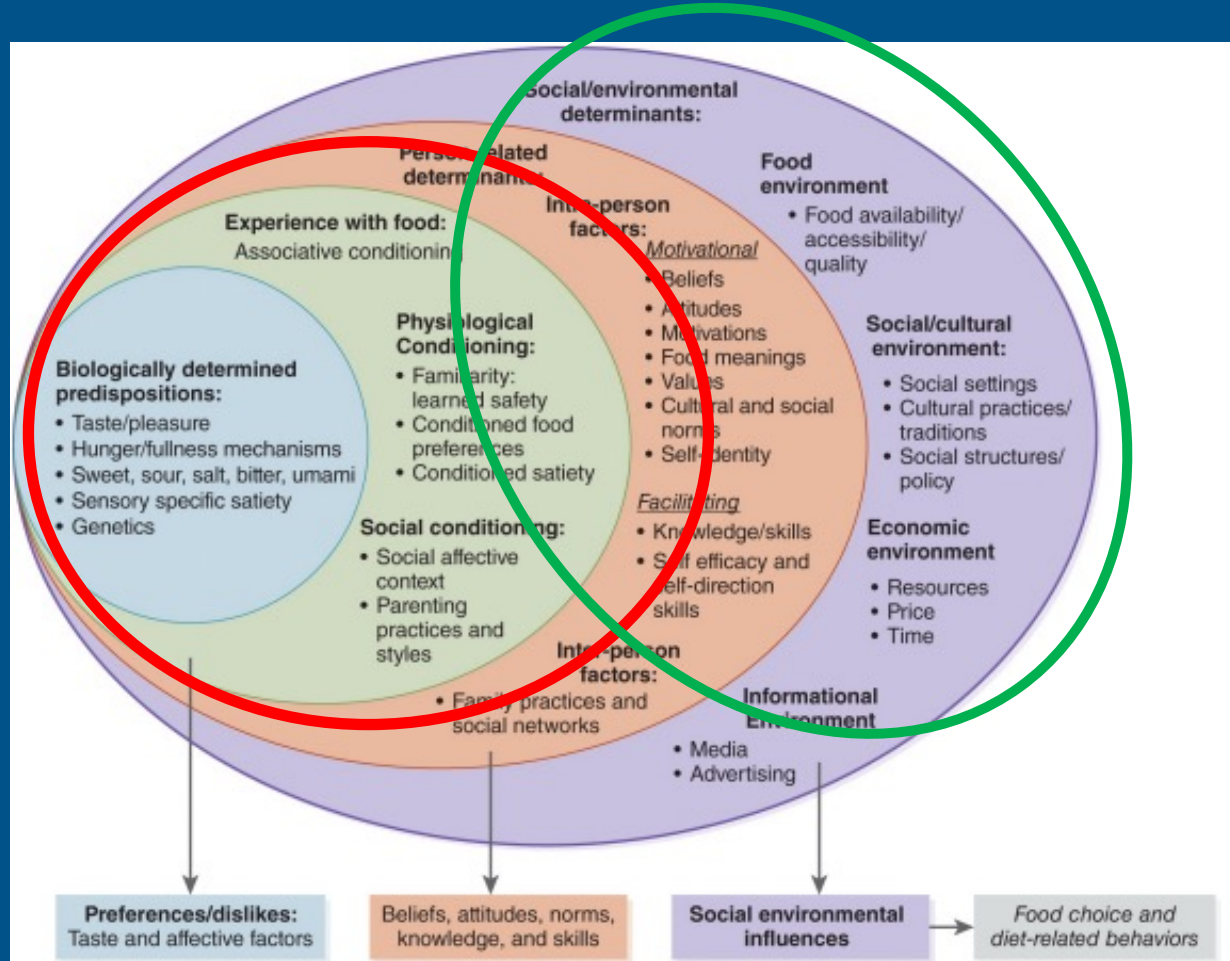 Social/environmental
determinants:
Person-related
determinants:
Food
environment
• Food availability/
accessibility/
quality
Experience with food:
Associative conditioning
Intra-person
factors:
Motivational
• Beliefs
• Attitudes
• Motivations
• Food meanings
• Values
• Cultural and social
norms
• Self-identity
Physiological
Conditioning:
• Familiarity:
learned safety
• Conditioned food
preferences
• Conditioned satiety
Social/cultural
environment:
• Social settings
• Cultural practices/
traditions
• Social structures/
policy
Biologically determined
predispositions:
• Taste/pleasure
• Hunger/fullness mechanisms
• Sweet, sour, salt, bitter, umami
• Sensory specific satiety
• Genetics
Facilitating
• Knowledge/skills
• Self efficacy and
self-direction
skills
Social conditioning:
• Social affective
context
• Parenting
practices and
styles
Economic
environment
• Resources
• Price
• Time
Inter-person
factors:
• Family practices and
social networks
Informational
Environment
• Media
• Advertising
Preferences/dislikes:
Taste and affective factors
Beliefs, attitudes, norms,
knowledge, and skills
Social environmental
influences
Food choice and
diet-related behaviors